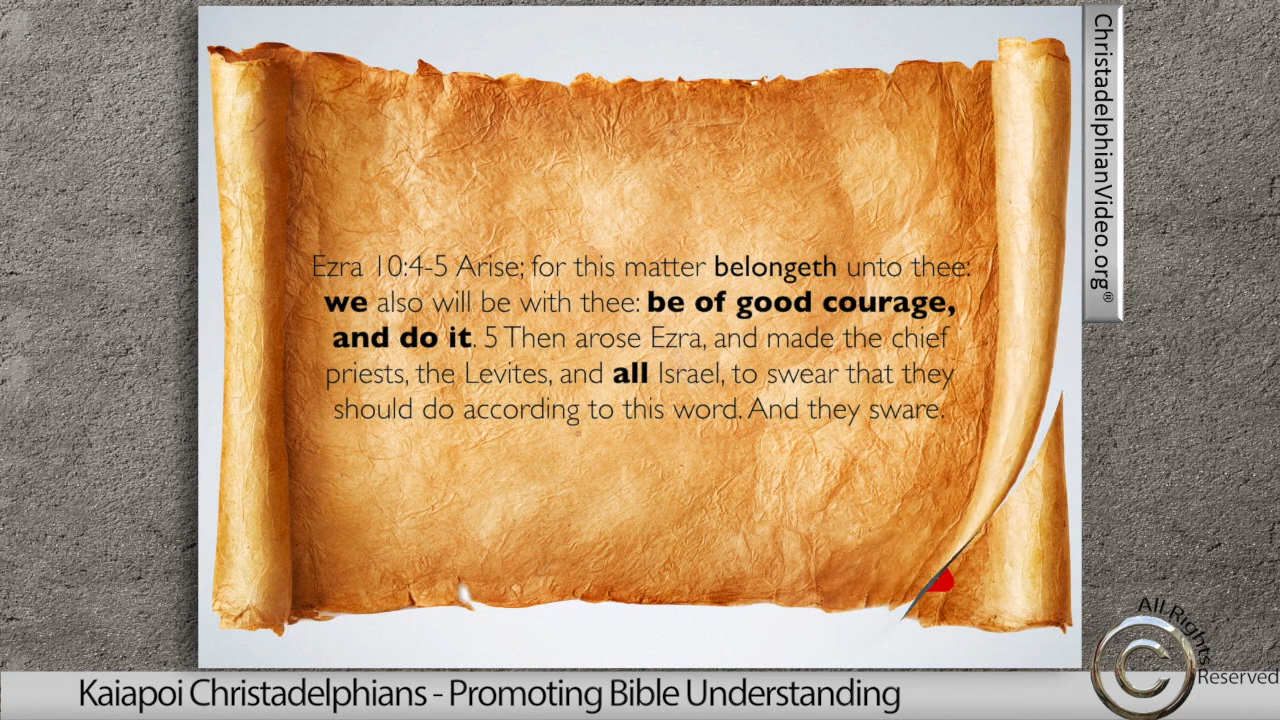 Ezra 10:4-5 Arise; for this matter belongeth unto thee:
we also will be with thee: be of good courage,
and do it. 5 Then arose Ezra, and made the chief
priests, the Levites, and all Israel, to swear that they
should do according to this word. And they sware.
ChristadelphianVideo.org®
Kaiapoi Christadelphians - Promoting Bible Understanding
All Rights
C
Reserved